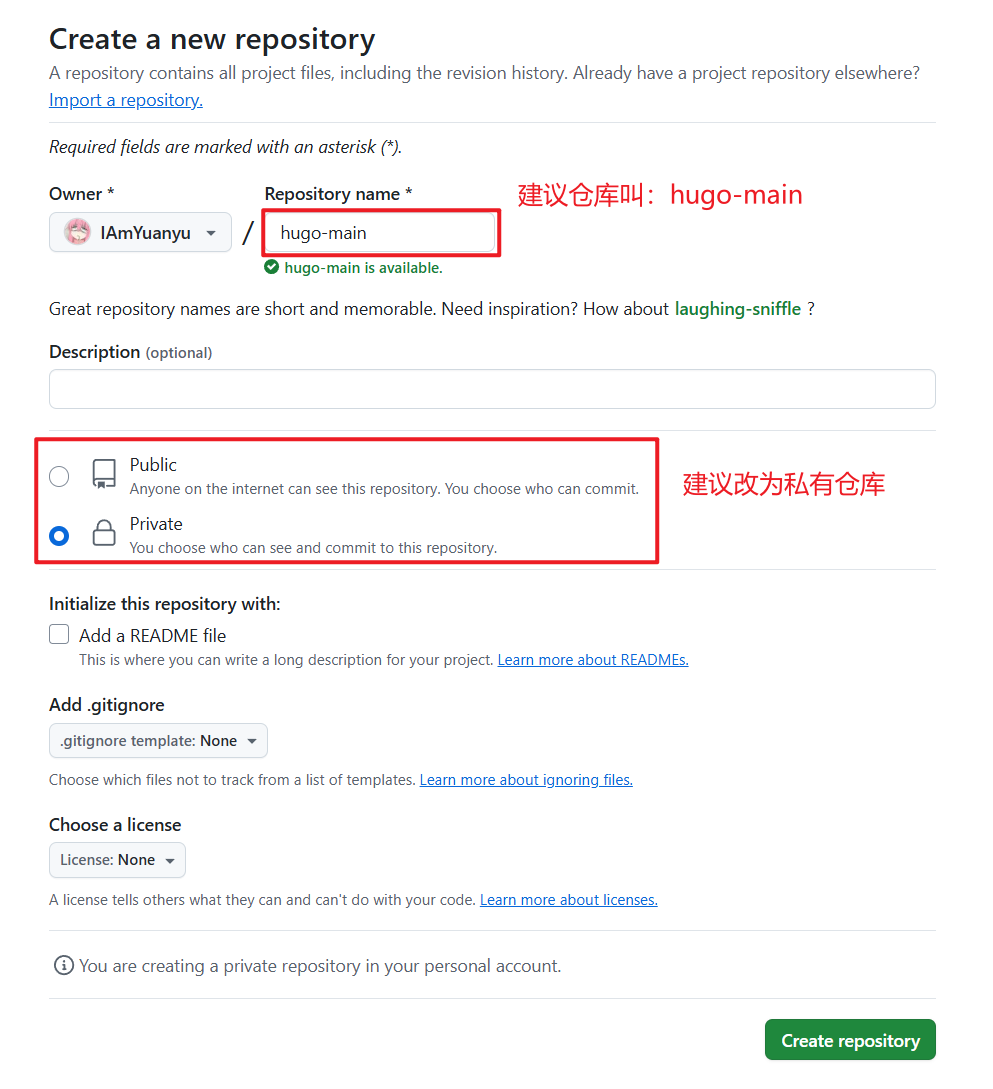 Create a new repository
A repository contains all project files, including the revision history. Already have a project repository elsewhere?
Import a repository.
Required fields are marked with an asterisk (*).
Owner *
Repository name *
建议仓库叫：hugo-main
IAmYuanyu
/
hugo-main
hugo-main is available.
Great repository names are short and memorable. Need inspiration? How about laughing-sniffle ?
Description (optional)
Public
Anyone on the internet can see this repository. You choose who can commit.
建议改为私有仓库
Private
You choose who can see and commit to this repository.
Initialize this repository with:
Add a README file
This is where you can write a long description for your project. Learn more about READMEs.
Add .gitignore
.gitignore template: None
Choose which files not to track from a list of templates. Learn more about ignoring files.
Choose a license
License: None
A license tells others what they can and can't do with your code. Learn more about licenses.
You are creating a private repository in your personal account.
Create repository